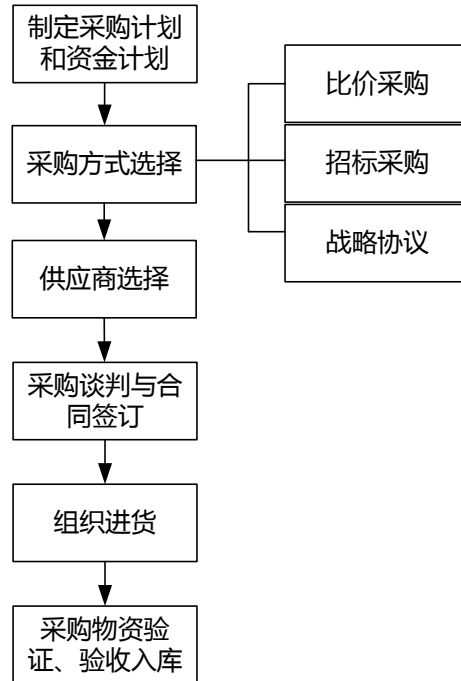 制定采购计划
和资金计划
比价采购
采购方式选择
招标采购
战略协议
供应商选择
采购谈判与合
同签订
组织进货
采购物资验
证、验收入库